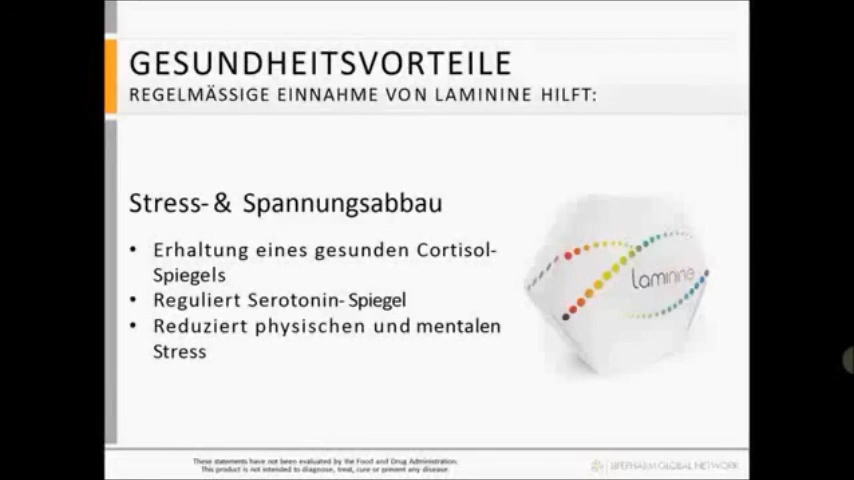 GESUNDHEITSVORTEILE
REGELMÄSSIGE EINNAHME VON LAMININE HILFT:
Stress- & Spannungsabbau
• Erhaltung eines gesunden Cortisol-
Spiegels
• Reguliert Serotonin- Spiegel
• Reduziert physischen und mentalen
Stress
laminine
These statements have not been evaluated by the Food and Drug Administration.
This product is not intended to diagnose, treat, cure or prevent any disease.
LIFEPHARM GLOBAL NETWORK